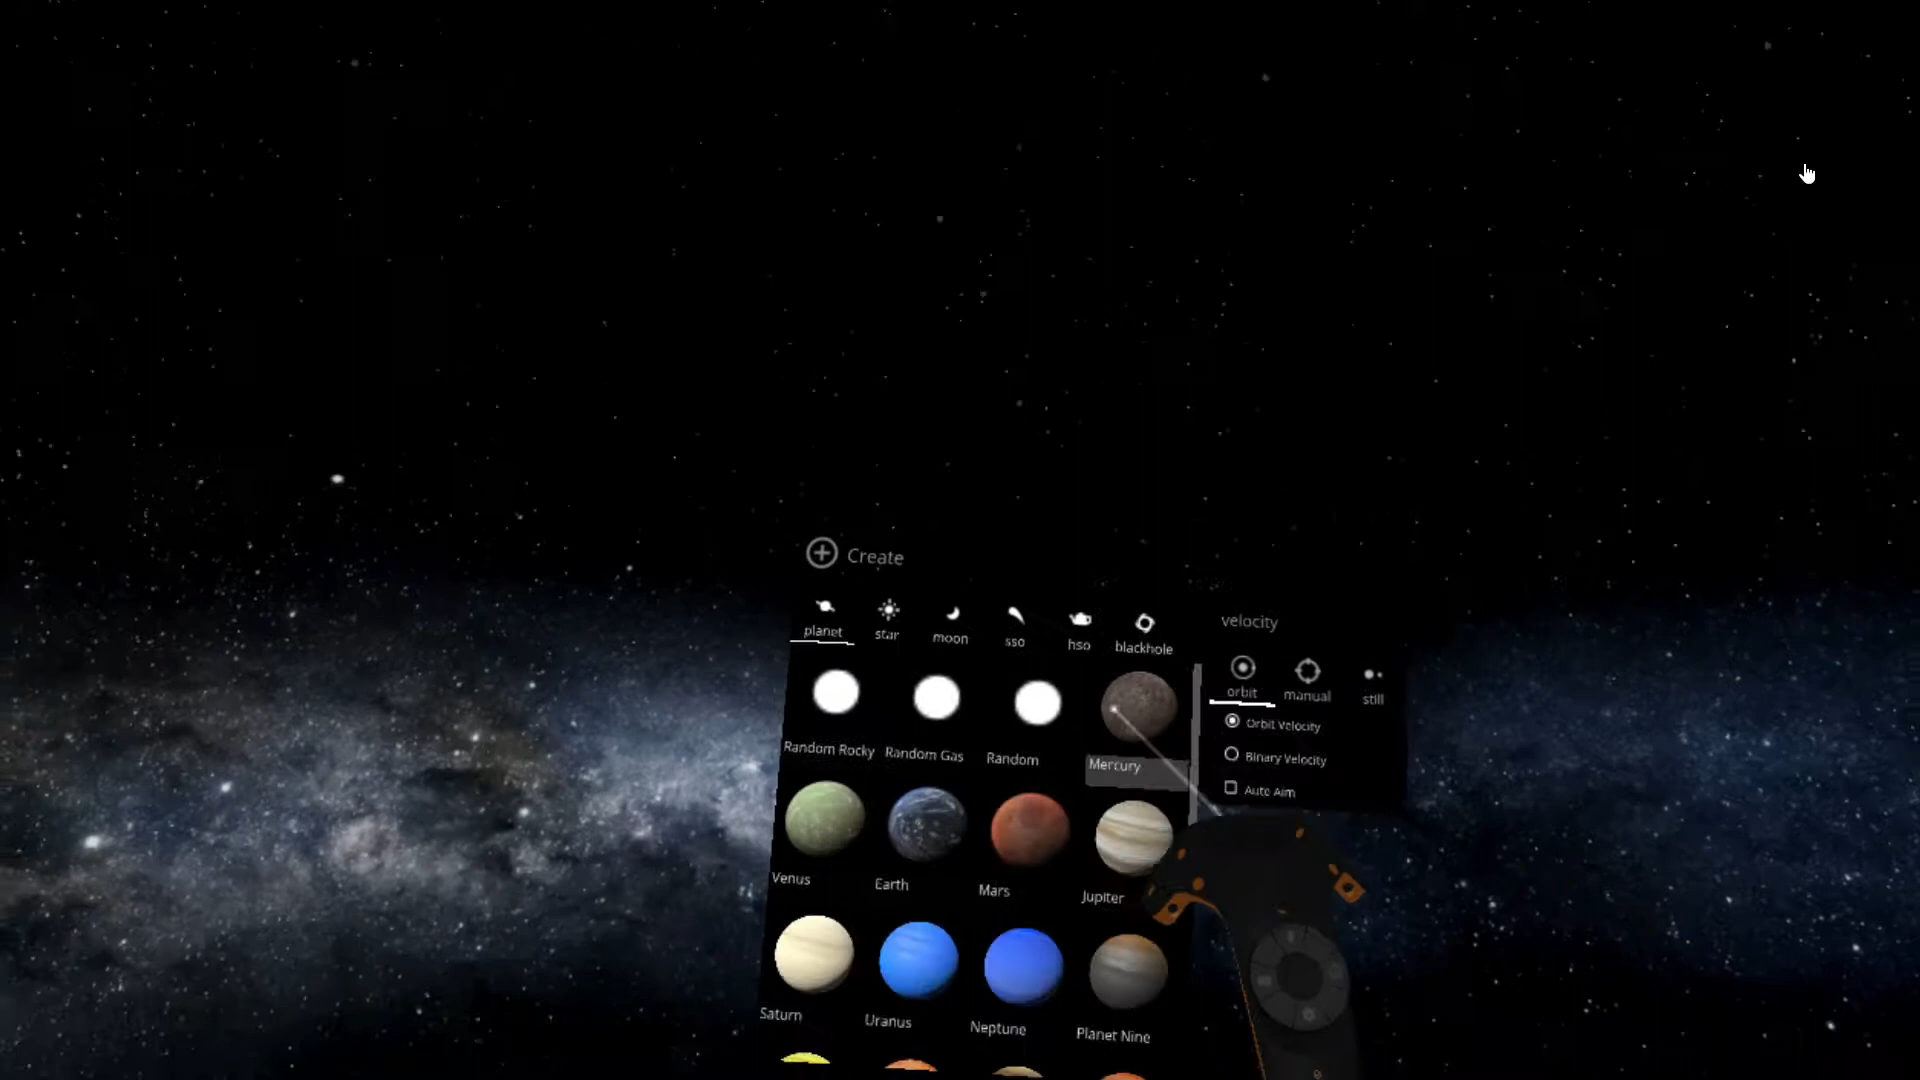 Create
planet star moon sso hso blackhole
velocity
orbit manual still
Orbit Velocity
Binary Velocity
Auto Aim
Random Rocky Random Gas Random Mercury
Venus Earth Mars Jupiter
Saturn Uranus Neptune Planet Nine